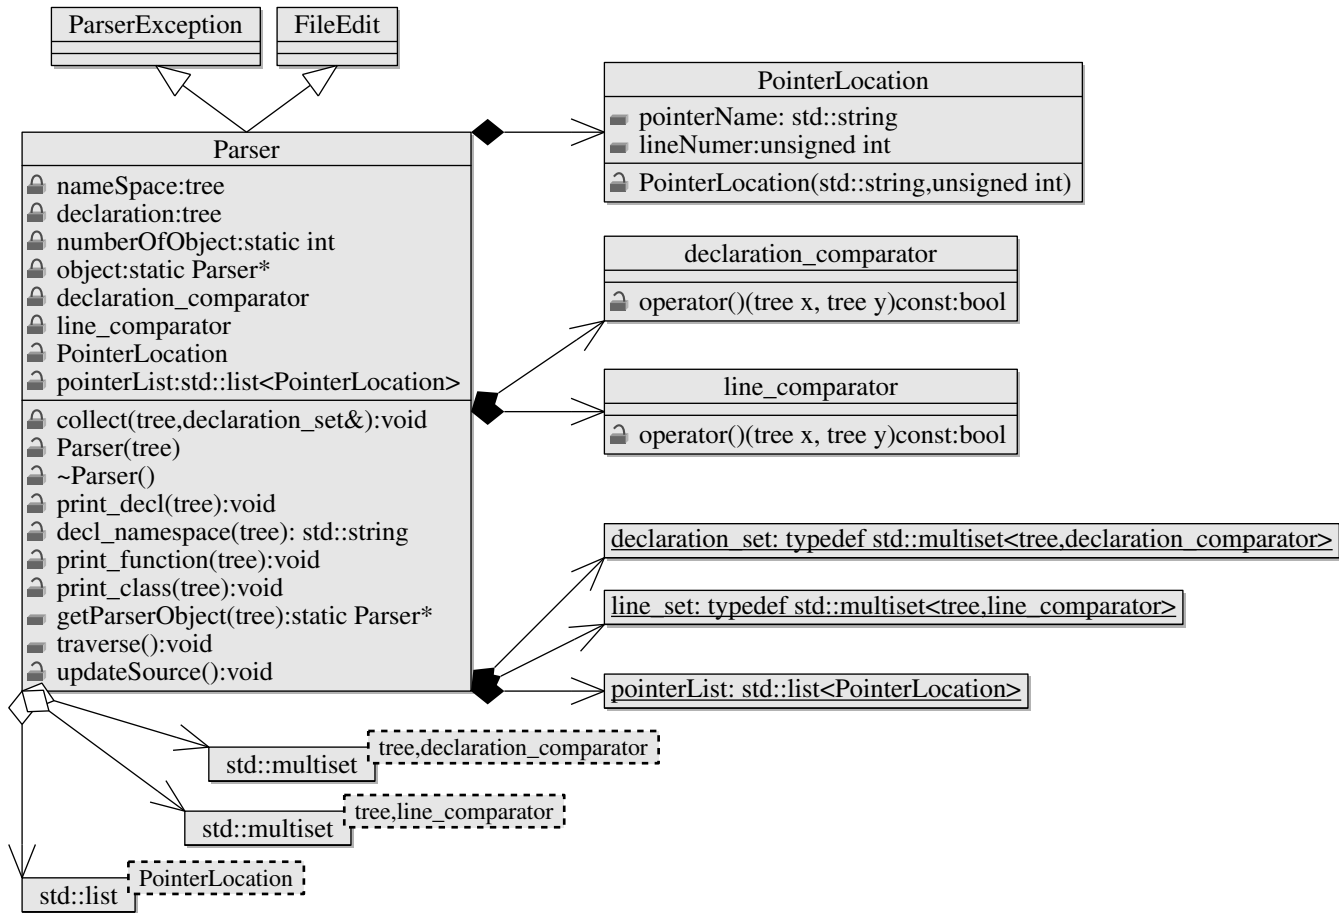 ParserException
FileEdit
Parser
nameSpace:tree
declaration:tree
numberOfObject:static int
object:static Parser*
declaration_comparator
line_comparator
PointerLocation
pointerList:std::list<PointerLocation>
collect(tree,declaration_set&):void
Parser(tree)
~Parser()
print_decl(tree):void
decl_namespace(tree): std::string
print_function(tree):void
print_class(tree):void
getParserObject(tree):static Parser*
traverse():void
updateSource():void
PointerLocation
pointerName: std::string
lineNumer:unsigned int
PointerLocation(std::string,unsigned int)
declaration_comparator
operator()(tree x, tree y)const:bool
line_comparator
operator()(tree x, tree y)const:bool
declaration_set: typedef std::multiset<tree,declaration_comparator>
line_set: typedef std::multiset<tree,line_comparator>
pointerList: std::list<PointerLocation>
tree,declaration_comparator
std::multiset
tree,line_comparator
std::multiset
PointerLocation
std::list